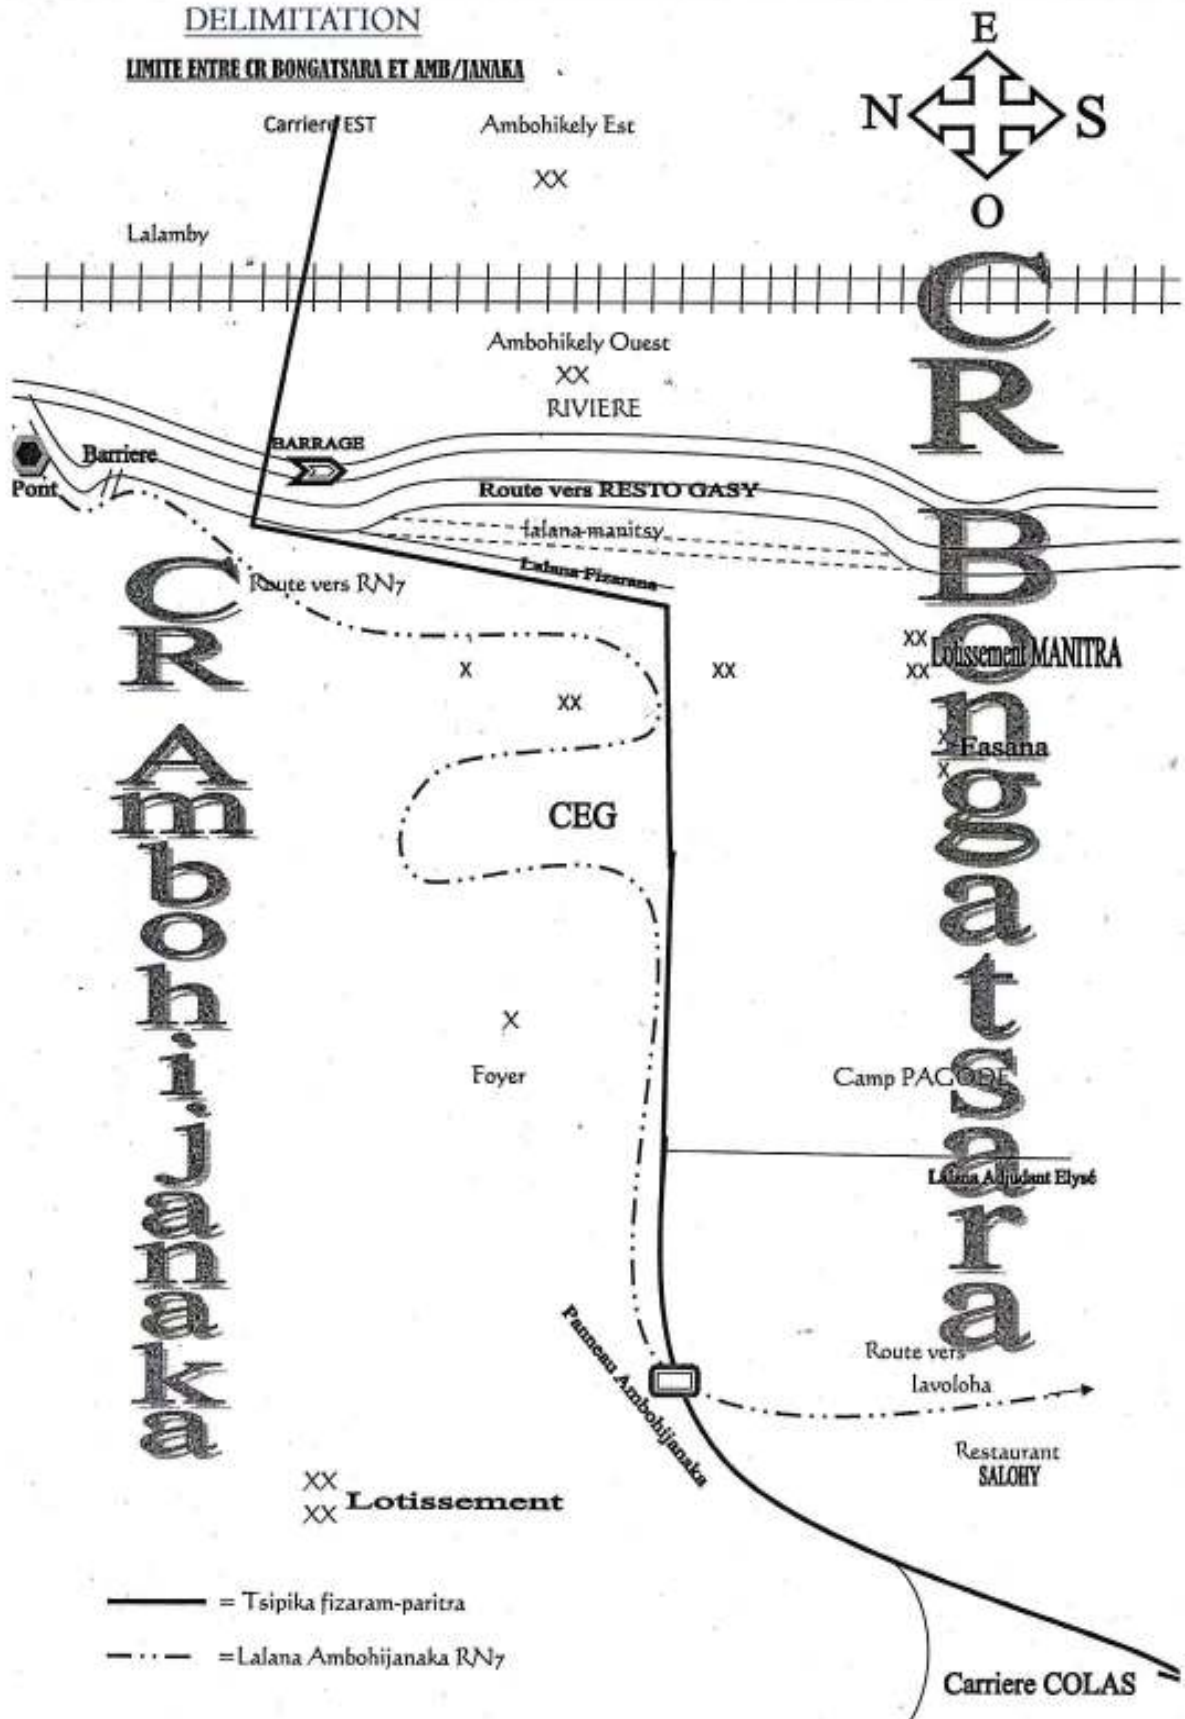 DELIMITATION
LIMITE ENTRE CR BONGATSARA ET AMB/JANAKA
E
N
S
O
Carriere EST
Ambohikely Est
XX
Lalamby
Ambohikely Ouest
XX
RIVIERE
BARRAGE
Barriere
Pont
Route vers RESTO GASY
lalana manitsy
Lalana Fizarana
Route vers RN7
CR Ambohijanaka
CR Bongatsara
X
XX
XX
XX
XX
Lotissement MANITRA
X
X
Fasana
CEG
X
Foyer
Camp PAGODE
Lalana Adjudant Elysé
Panneau Ambohijanaka
Route vers
Iavoloha
Restaurant
SALOHY
XX
XX
Lotissement
= Tsipika fizaram-paritra
=Lalana Ambohijanaka RN7
Carriere COLAS